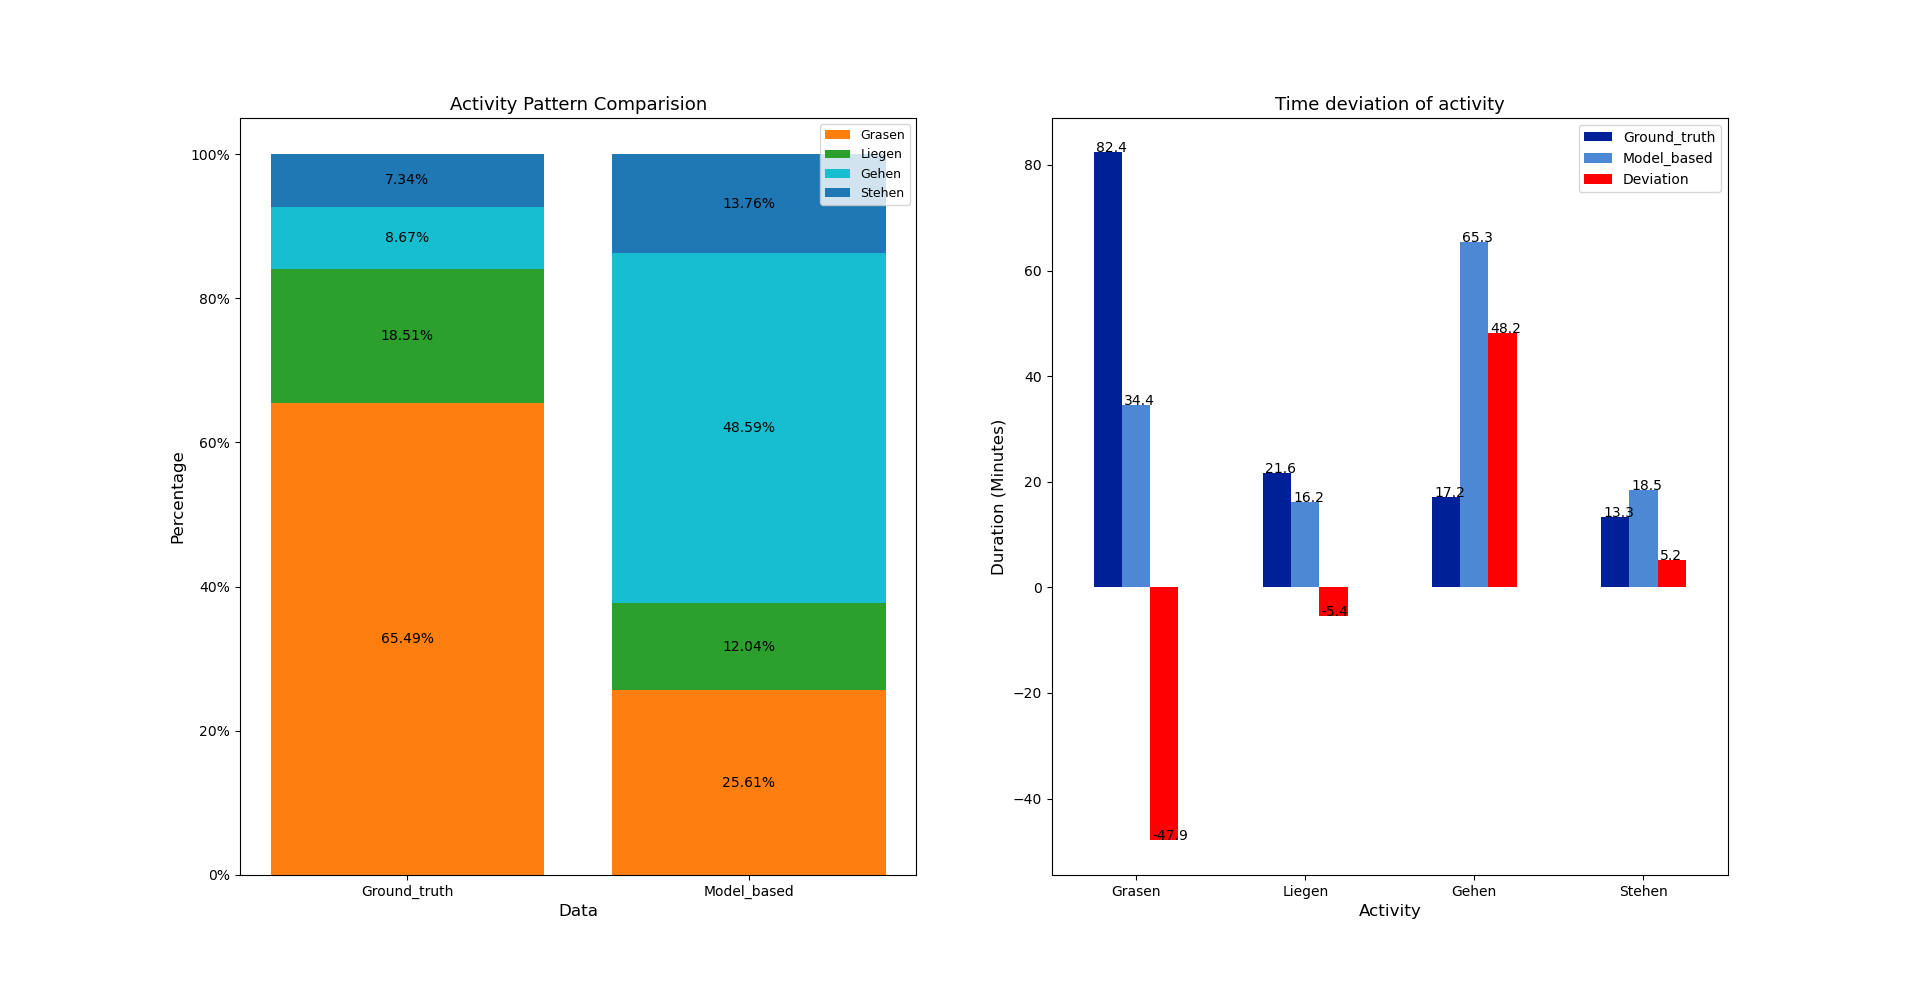 Activity Pattern Comparision
Grasen
Liegen
Gehen
Stehen
100%
80%
60%
40%
20%
0%
Percentage
7.34%
8.67%
18.51%
65.49%
13.76%
48.59%
12.04%
25.61%
Ground_truth
Model_based
Data
Time deviation of activity
Ground_truth
Model_based
Deviation
80
60
40
20
0
−20
−40
Duration (Minutes)
82.4
34.4
-47.9
21.6
16.2
-5.4
17.2
65.3
48.2
13.3
18.5
5.2
Grasen
Liegen
Gehen
Stehen
Activity